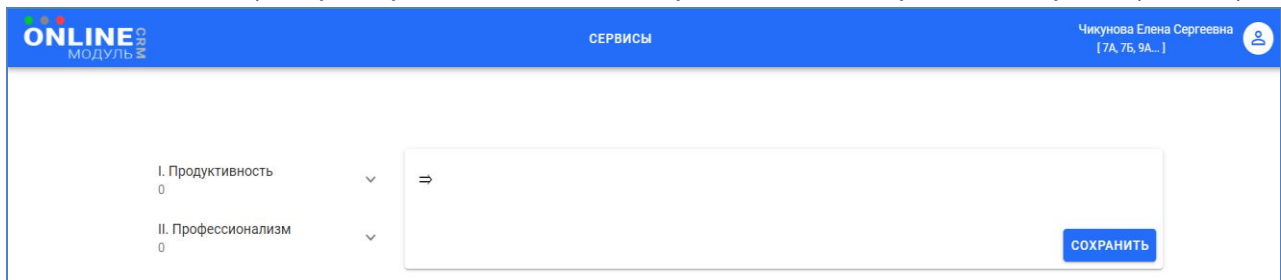 ONLINE CRM
МОДУЛЬ
СЕРВИСЫ
Чикунова Елена Сергеевна
[ 7А, 7Б, 9А... ]
I. Продуктивность
0
⇒
II. Профессионализм
0
СОХРАНИТЬ